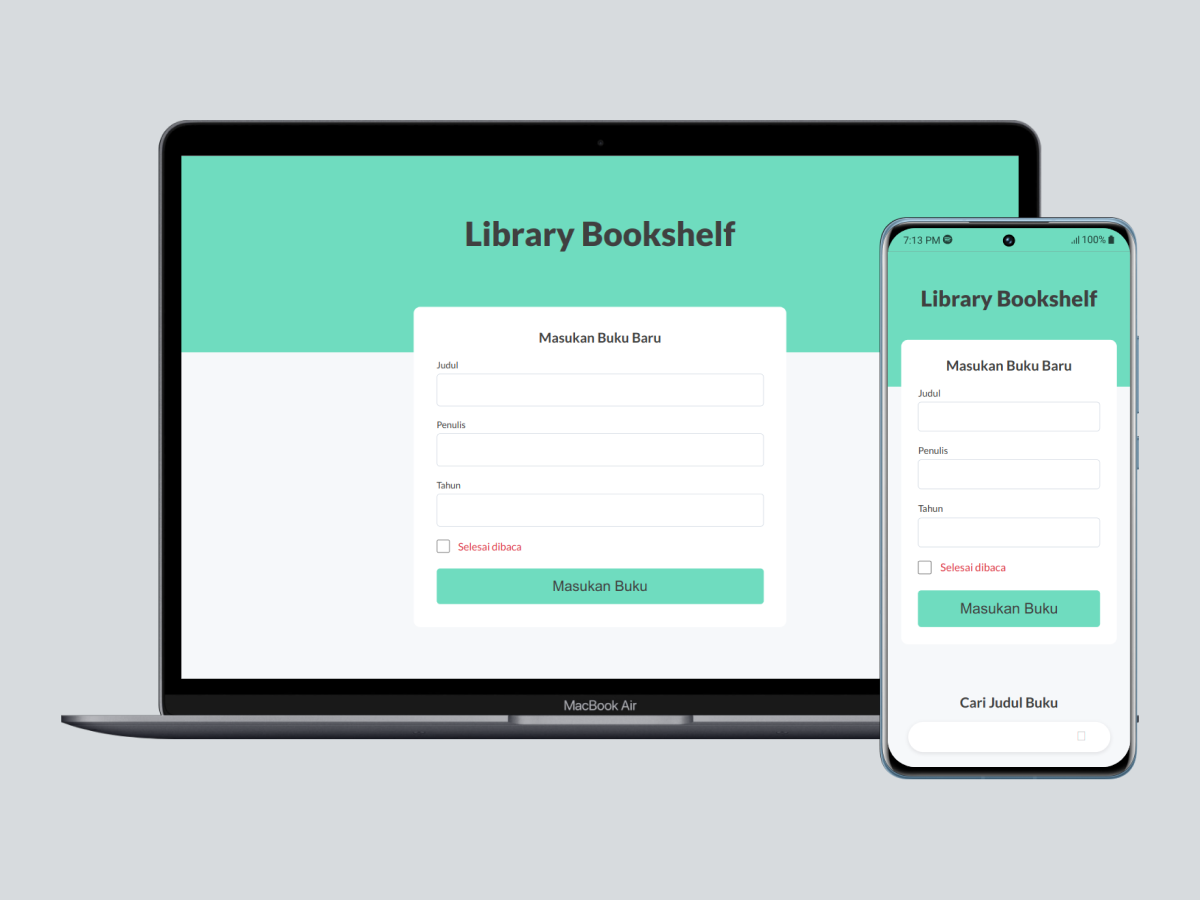 Library Bookshelf
Masukan Buku Baru
Judul
Penulis
Tahun
Selesai dibaca
Masukan Buku
MacBook Air
7:13 PM
100%
Library Bookshelf
Masukan Buku Baru
Judul
Penulis
Tahun
Selesai dibaca
Masukan Buku
Cari Judul Buku